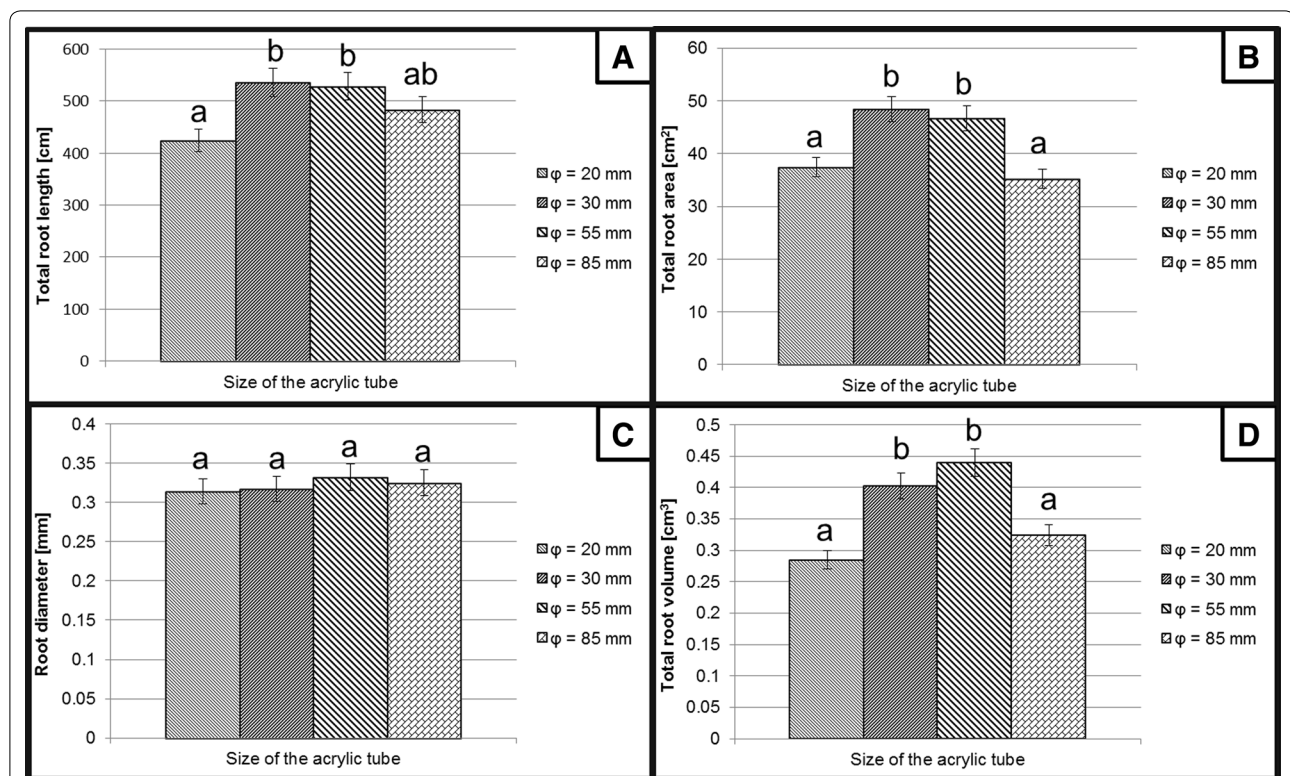 A
Total root length [cm]
600
500
400
300
200
100
0
a
b
b
ab
φ = 20 mm
φ = 30 mm
φ = 55 mm
φ = 85 mm
Size of the acrylic tube
B
Total root area [cm²]
60
50
40
30
20
10
0
a
b
b
a
φ = 20 mm
φ = 30 mm
φ = 55 mm
φ = 85 mm
Size of the acrylic tube
C
Root diameter [mm]
0.4
0.35
0.3
0.25
0.2
0.15
0.1
0.05
0
a
a
a
a
φ = 20 mm
φ = 30 mm
φ = 55 mm
φ = 85 mm
Size of the acrylic tube
D
Total root volume [cm³]
0.5
0.45
0.4
0.35
0.3
0.25
0.2
0.15
0.1
0.05
0
a
b
b
a
φ = 20 mm
φ = 30 mm
φ = 55 mm
φ = 85 mm
Size of the acrylic tube